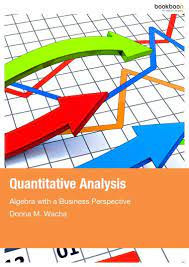 bookboon
Quantitative Analysis
Algebra with a Business Perspective
Donna M. Wacha